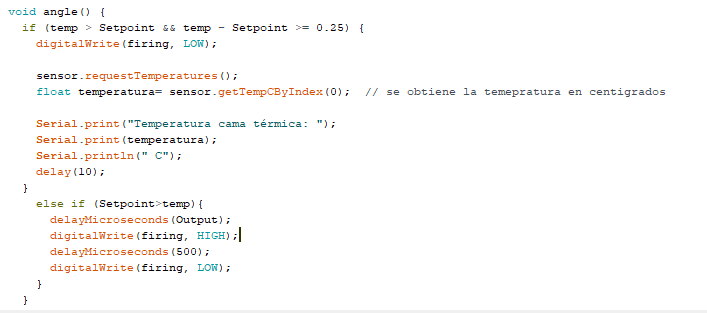 void angle() {
if (temp > Setpoint && temp - Setpoint >= 0.25) {
digitalWrite(firing, LOW);
sensor.requestTemperatures();
float temperatura= sensor.getTempCByIndex(0);  // se obtiene la temepratura en centigrados
Serial.print("Temperatura cama térmica: ");
Serial.print(temperatura);
Serial.println(" C");
delay(10);
}
else if (Setpoint>temp){
delayMicroseconds(Output);
digitalWrite(firing, HIGH);
delayMicroseconds(500);
digitalWrite(firing, LOW);
}
}